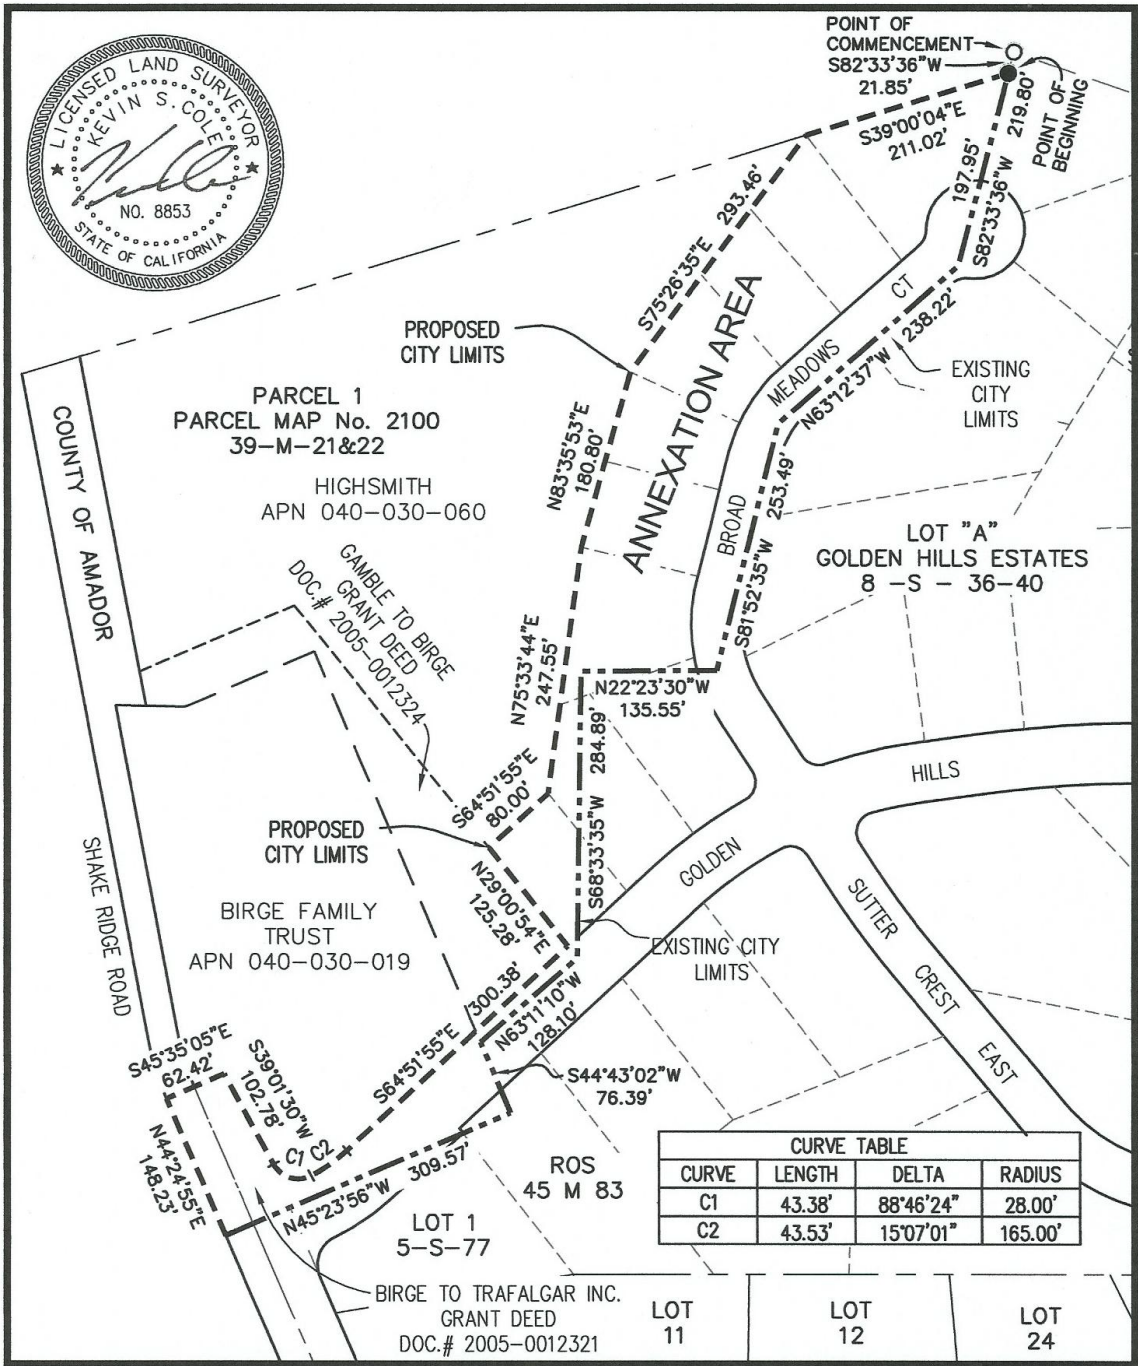 LICENSED LAND SURVEYOR
KEVIN S. COLE
NO. 8853
STATE OF CALIFORNIA
POINT OF
COMMENCEMENT
S82°33'36"W
21.85'
219.80'
POINT OF
BEGINNING
S39°00'04"E
211.02'
197.95'
S82°33'36"W
S75°26'35"E 293.46'
PROPOSED
CITY LIMITS
ANNEXATION AREA
MEADOWS CT
N63°12'37"W 238.22'
EXISTING
CITY
LIMITS
PARCEL 1
PARCEL MAP No. 2100
39-M-21&22
HIGHSMITH
APN 040-030-060
COUNTY OF AMADOR
N83°35'53"E
180.80'
BROAD
S81°52'35"W 253.49'
LOT "A"
GOLDEN HILLS ESTATES
8 -S - 36-40
GAMBLE TO BIRGE
GRANT DEED
DOC.# 2005-0012324
N75°33'44"E
247.55'
N22°23'30"W
135.55'
S68°33'35"W 284.89'
HILLS
S64°51'55"E
80.00'
PROPOSED
CITY LIMITS
GOLDEN
SHAKE RIDGE ROAD
BIRGE FAMILY
TRUST
APN 040-030-019
N29°00'54"E
125.28'
EXISTING CITY
LIMITS
SUTTER CREST EAST
S64°51'55"E 300.38'
N63°11'10"W
128.10'
S45°35'05"E
62.42'
S39°01'30"W
102.78'
C1 C2
S44°43'02"W
76.39'
N44°24'55"E
148.23'
N45°23'56"W 309.57'
ROS
45 M 83
LOT 1
5-S-77
CURVE TABLE
CURVE LENGTH DELTA RADIUS
C1 43.38' 88°46'24" 28.00'
C2 43.53' 15°07'01" 165.00'
BIRGE TO TRAFALGAR INC.
GRANT DEED
DOC.# 2005-0012321
LOT
11
LOT
12
LOT
24